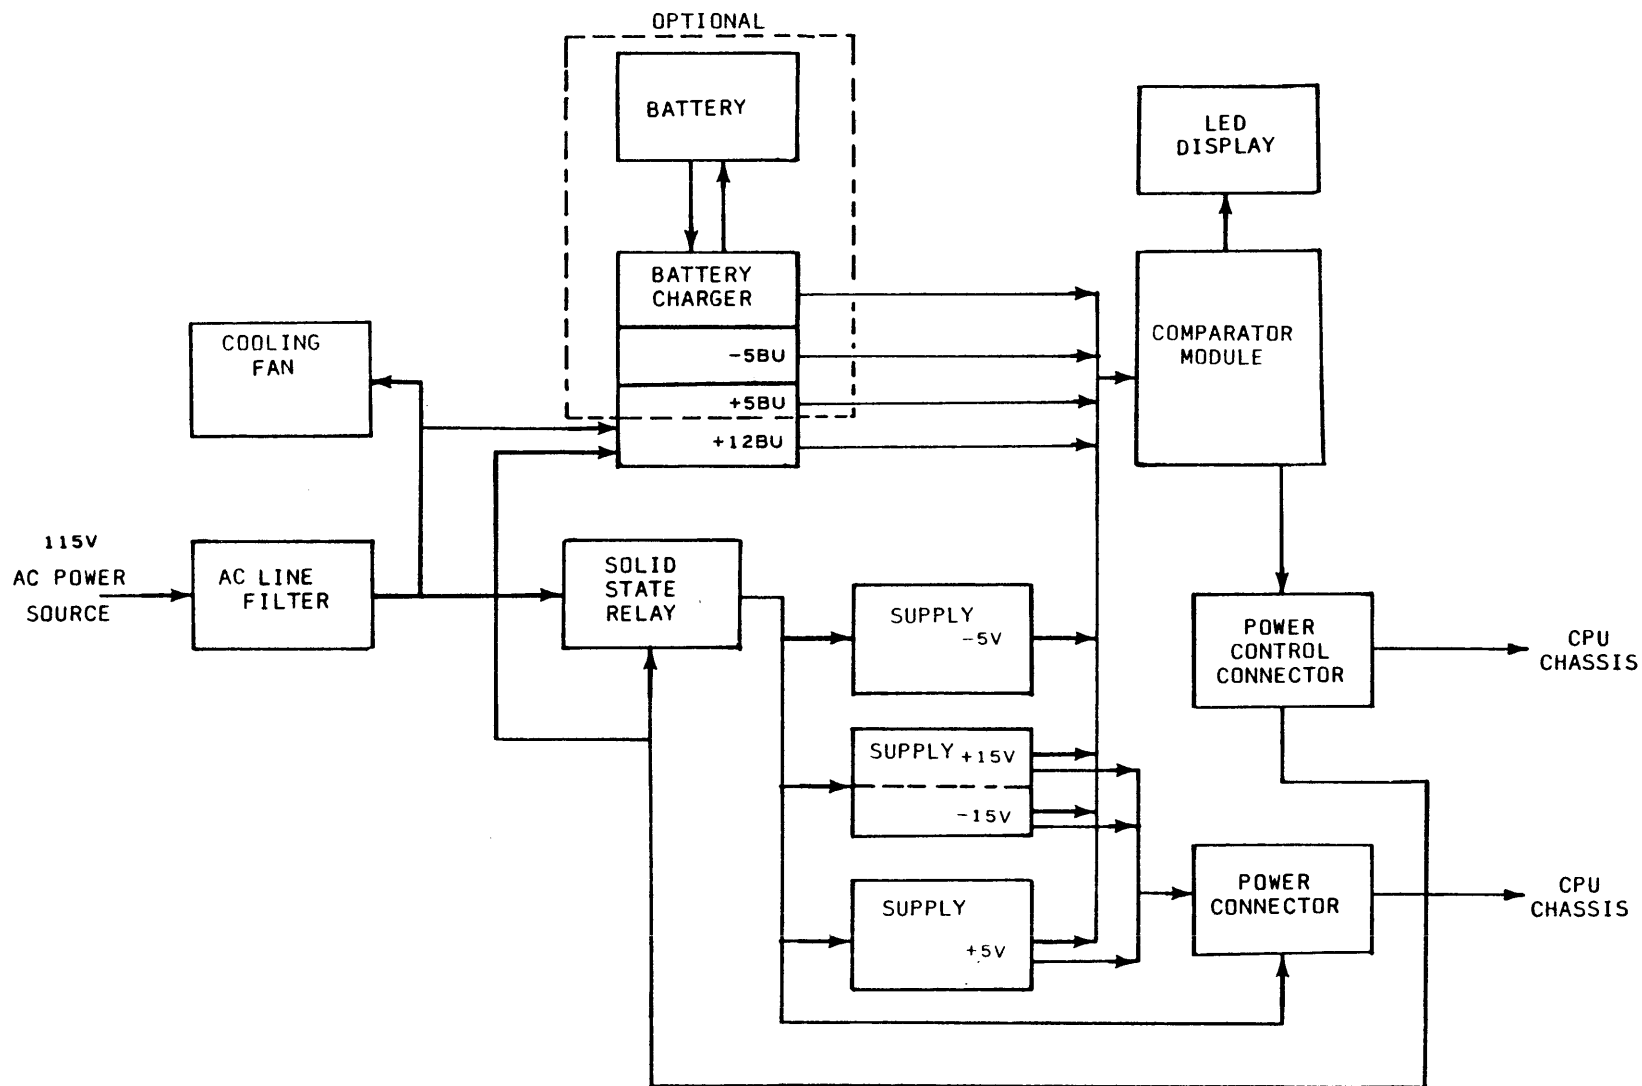 OPTIONAL
BATTERY
LED
DISPLAY
BATTERY
CHARGER
-5BU
+5BU
+12BU
COMPARATOR
MODULE
COOLING
FAN
115V
AC POWER
SOURCE
AC LINE
FILTER
SOLID
STATE
RELAY
SUPPLY
-5V
SUPPLY +15V
-15V
SUPPLY
+5V
POWER
CONTROL
CONNECTOR
CPU
CHASSIS
POWER
CONNECTOR
CPU
CHASSIS